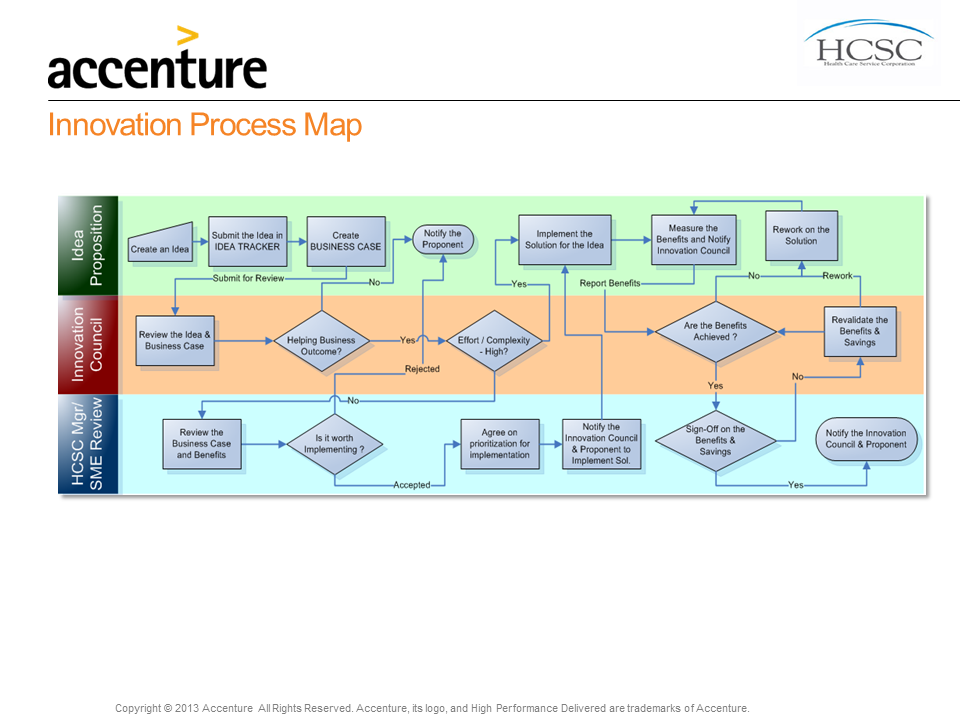 >
accenture
HCSC
Health Care Service Corporation
Innovation Process Map
Idea
Proposition
Create an Idea
Submit the Idea in
IDEA TRACKER
Create
BUSINESS CASE
Notify the
Proponent
Implement the
Solution for the Idea
Measure the
Benefits and Notify
Innovation Council
Rework on the
Solution
Submit for Review
No
Yes
Report Benefits
No
Rework
Innovation
Council
Review the Idea &
Business Case
Helping Business
Outcome?
Yes
Effort / Complexity
- High?
Are the Benefits
Achieved ?
Revalidate the
Benefits &
Savings
Rejected
No
Yes
No
HCSC Mgr/
SME Review
Review the
Business Case
and Benefits
Is it worth
Implementing ?
Agree on
prioritization for
implementation
Notify the
Innovation Council
& Proponent to
Implement Sol.
Sign-Off on the
Benefits &
Savings
Notify the Innovation
Council & Proponent
Accepted
Yes
Copyright © 2013 Accenture All Rights Reserved. Accenture, its logo, and High Performance Delivered are trademarks of Accenture.